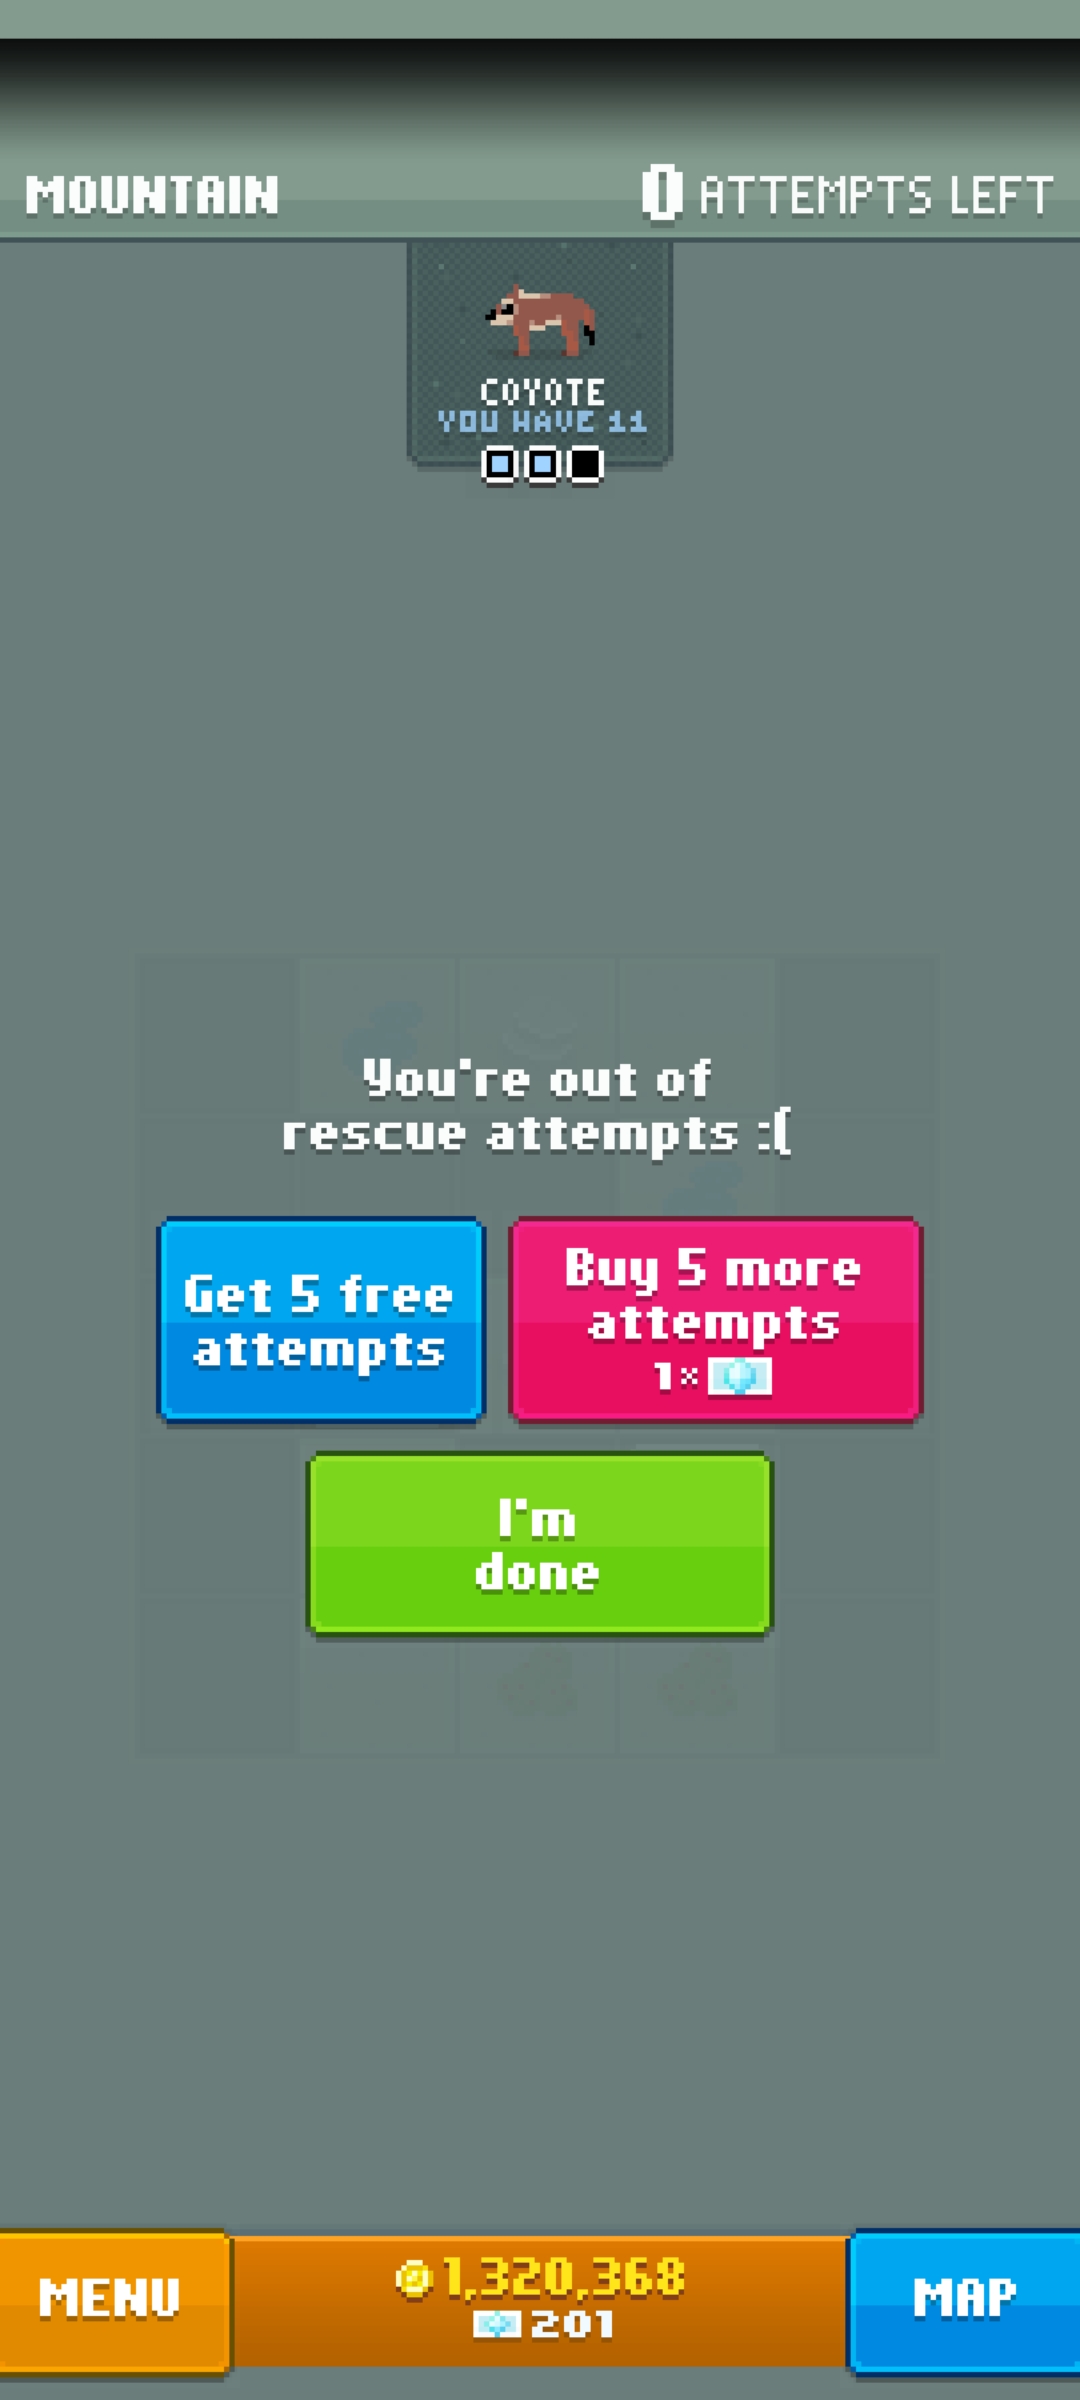 MOUNTAIN
0 ATTEMPTS LEFT
COYOTE
YOU HAVE 11
You're out of
rescue attempts :(
Get 5 free
attempts
Buy 5 more
attempts
1×
I'm
done
MENU
1,320,368
201
MAP